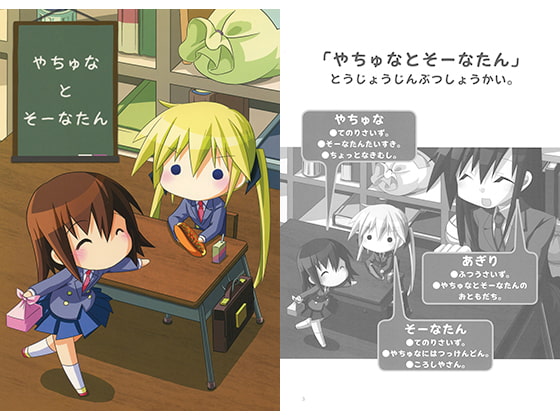 やちゅな
と
そーなたん
「やちゅなとそーなたん」
とうじょうじんぶつしょうかい。
やちゅな
●てのりさいず。
●そーなたんだいすき。
●ちょっとなきむし。
あぎり
●ふつうさいず。
●やちゅなとそーなたんの
おともだち。
そーなたん
●てのりさいず。
●やちゅなにはつっけんどん。
●ころしやさん。
3